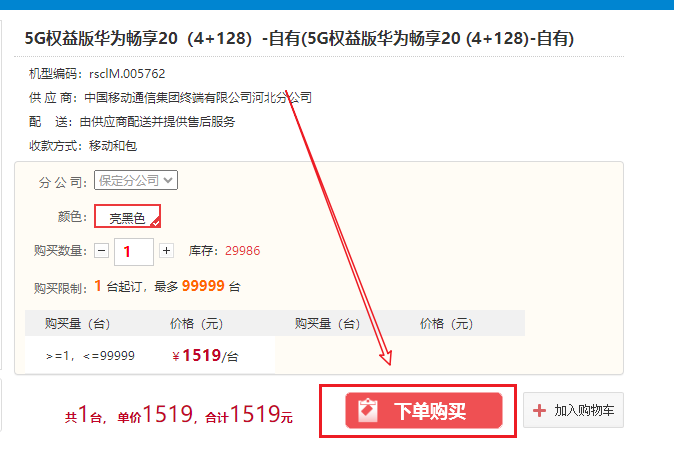 5G权益版华为畅享20（4+128）-自有(5G权益版华为畅享20 (4+128)-自有)
机型编码：rsclM.005762
供 应 商：中国移动通信集团终端有限公司河北分公司
配 送：由供应商配送并提供售后服务
收款方式：移动和包
分 公 司：保定分公司
颜色：亮黑色
购买数量：− 1 + 库存：29986
购买限制：1 台起订，最多 99999 台
购买量（台） 价格（元） 购买量（台） 价格（元）
>=1，<=99999 ¥1519/台
共1台，单价1519，合计1519元 下单购买 + 加入购物车